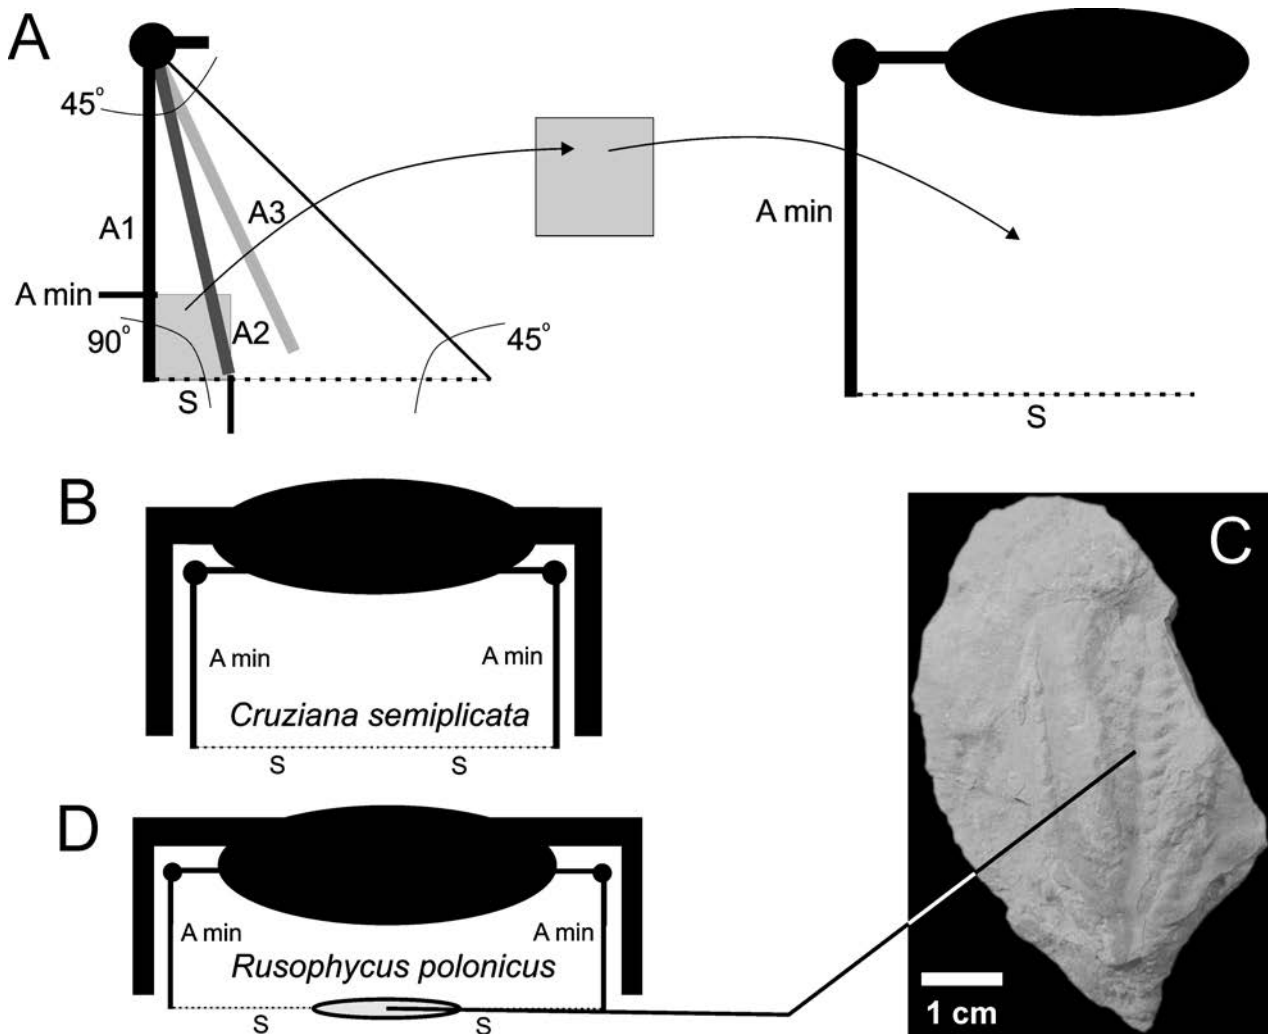 A
45°
A1
A3
A min
90°
A2
45°
S
A min
S
B
A min
A min
Cruziana semiplicata
S S
C
D
A min
A min
Rusophycus polonicus
S S
1 cm